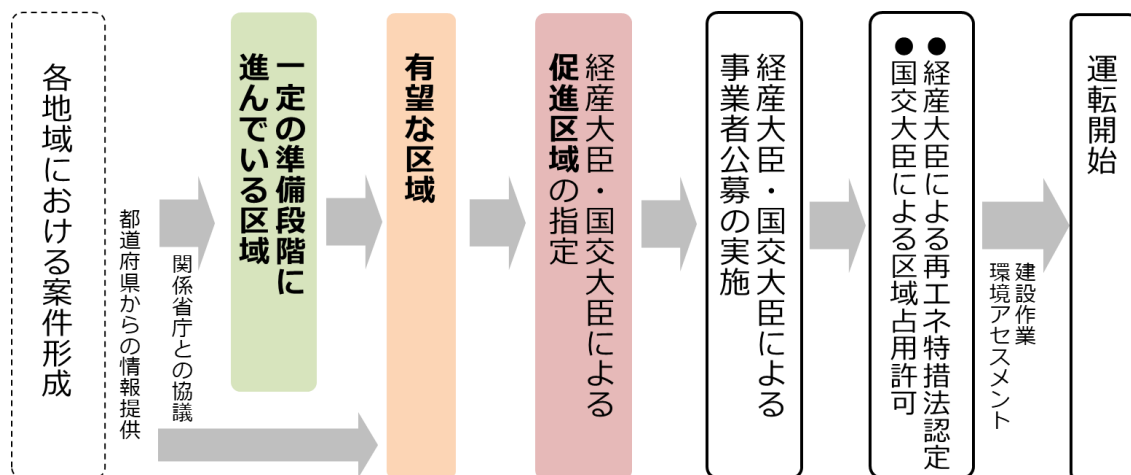 各地域における案件形成
都道府県からの情報提供
関係省庁との協議
一定の準備段階に
進んでいる区域
有望な区域
経産大臣・国交大臣による
促進区域の指定
経産大臣・国交大臣による
事業者公募の実施
●経産大臣による再エネ特措法認定
●国交大臣による区域占用許可
建設作業
環境アセスメント
運転開始